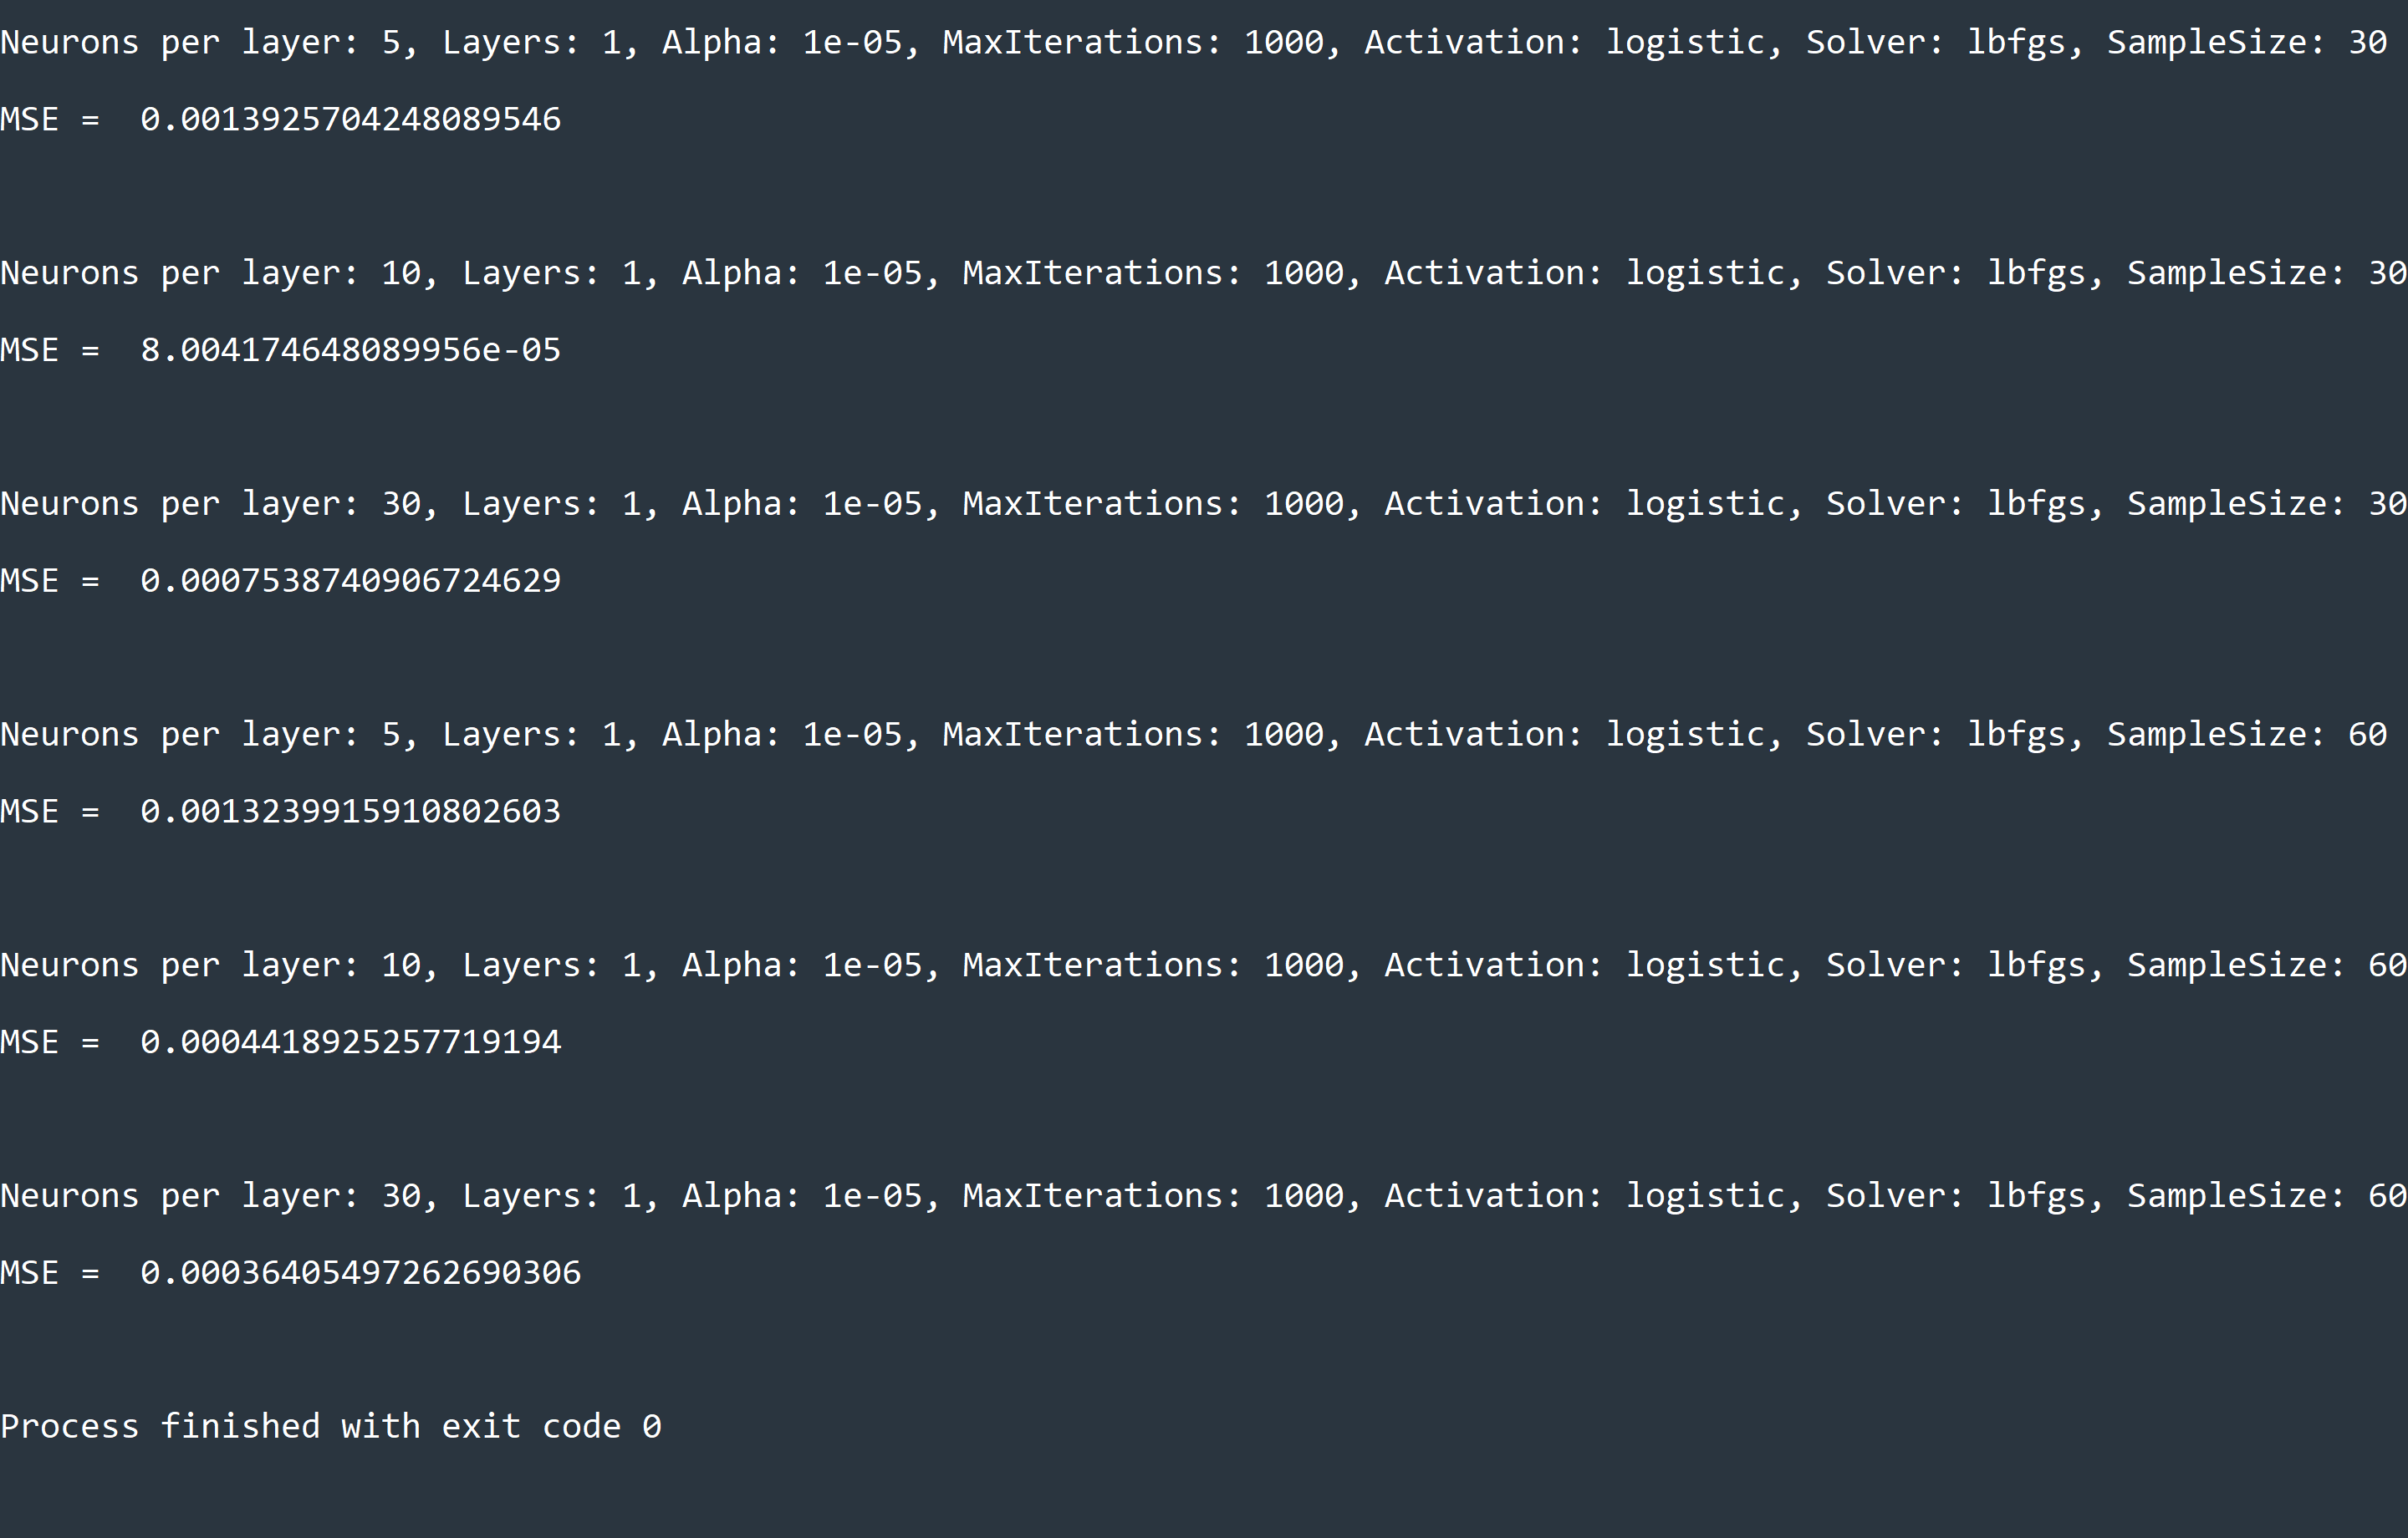 Neurons per layer: 5, Layers: 1, Alpha: 1e-05, MaxIterations: 1000, Activation: logistic, Solver: lbfgs, SampleSize: 30
MSE =  0.0013925704248089546
Neurons per layer: 10, Layers: 1, Alpha: 1e-05, MaxIterations: 1000, Activation: logistic, Solver: lbfgs, SampleSize: 30
MSE =  8.004174648089956e-05
Neurons per layer: 30, Layers: 1, Alpha: 1e-05, MaxIterations: 1000, Activation: logistic, Solver: lbfgs, SampleSize: 30
MSE =  0.0007538740906724629
Neurons per layer: 5, Layers: 1, Alpha: 1e-05, MaxIterations: 1000, Activation: logistic, Solver: lbfgs, SampleSize: 60
MSE =  0.0013239915910802603
Neurons per layer: 10, Layers: 1, Alpha: 1e-05, MaxIterations: 1000, Activation: logistic, Solver: lbfgs, SampleSize: 60
MSE =  0.0004418925257719194
Neurons per layer: 30, Layers: 1, Alpha: 1e-05, MaxIterations: 1000, Activation: logistic, Solver: lbfgs, SampleSize: 60
MSE =  0.00036405497262690306
Process finished with exit code 0